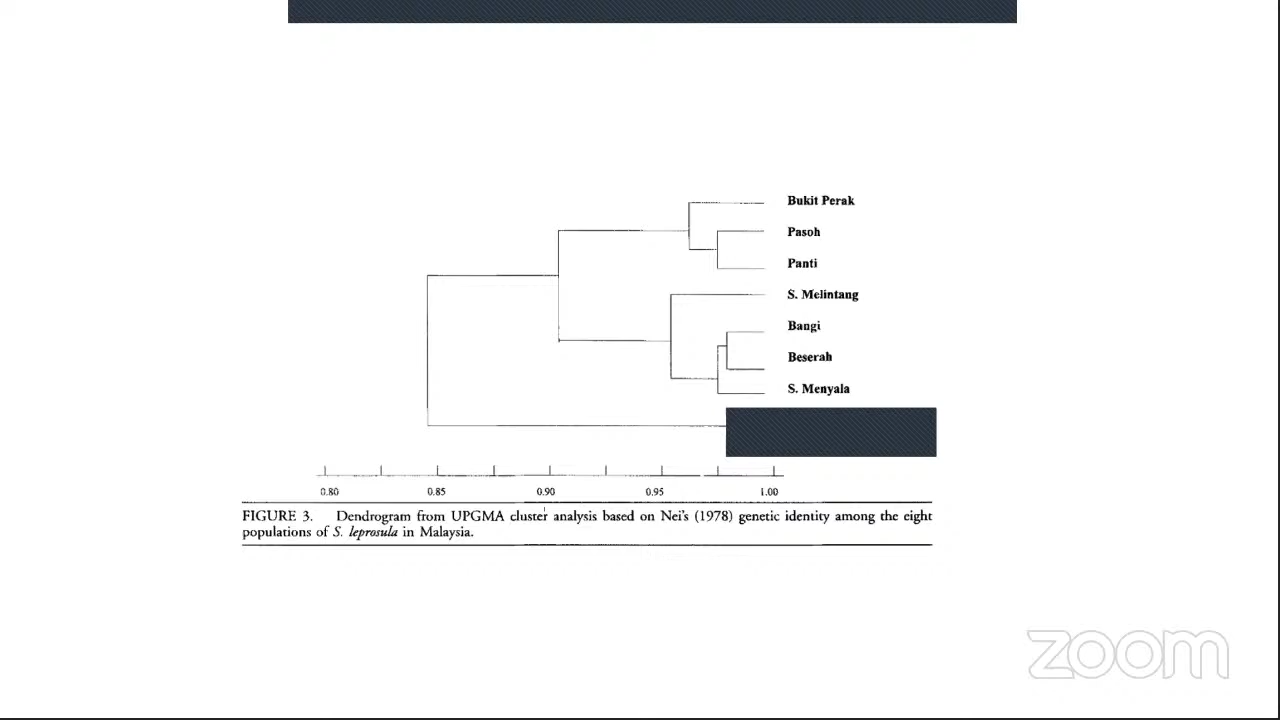 Bukit Perak
Pasoh
Panti
S. Melintang
Bangi
Beserah
S. Menyala
0.80 0.85 0.90 0.95 1.00
FIGURE 3. Dendrogram from UPGMA cluster analysis based on Nei's (1978) genetic identity among the eight
populations of S. leprosula in Malaysia.
zoom